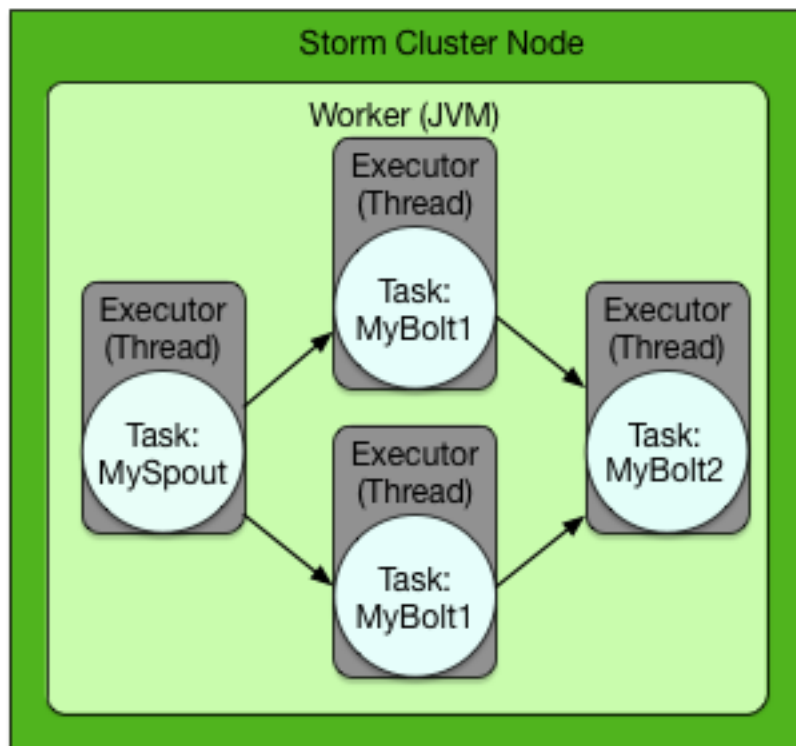 Storm Cluster Node
Worker (JVM)
Executor
(Thread)
Task:
MySpout
Executor
(Thread)
Task:
MyBolt1
Executor
(Thread)
Task:
MyBolt1
Executor
(Thread)
Task:
MyBolt2